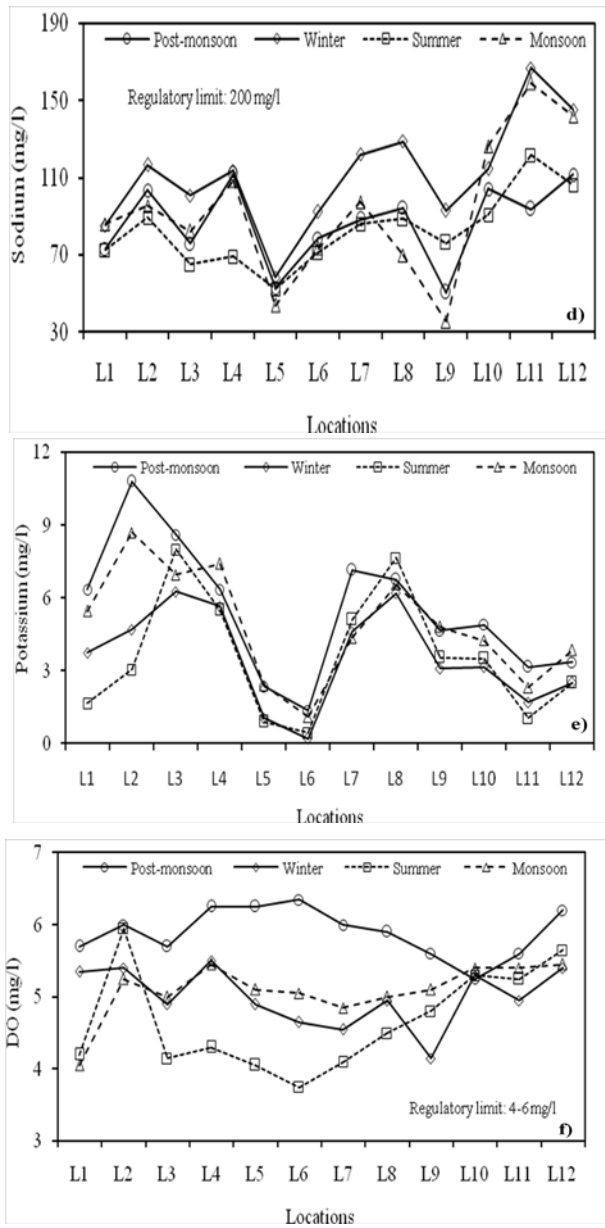 190
150
110
70
30
Sodium (mg/l)
Post-monsoon Winter Summer Monsoon
Regulatory limit: 200 mg/l
d)
L1 L2 L3 L4 L5 L6 L7 L8 L9 L10 L11 L12
Locations
12
9
6
3
0
Potassium (mg/l)
Post-monsoon Winter Summer Monsoon
e)
L1 L2 L3 L4 L5 L6 L7 L8 L9 L10 L11 L12
Locations
7
6
5
4
3
DO (mg/l)
Post-monsoon Winter Summer Monsoon
Regulatory limit: 4-6 mg/l
f)
L1 L2 L3 L4 L5 L6 L7 L8 L9 L10 L11 L12
Locations